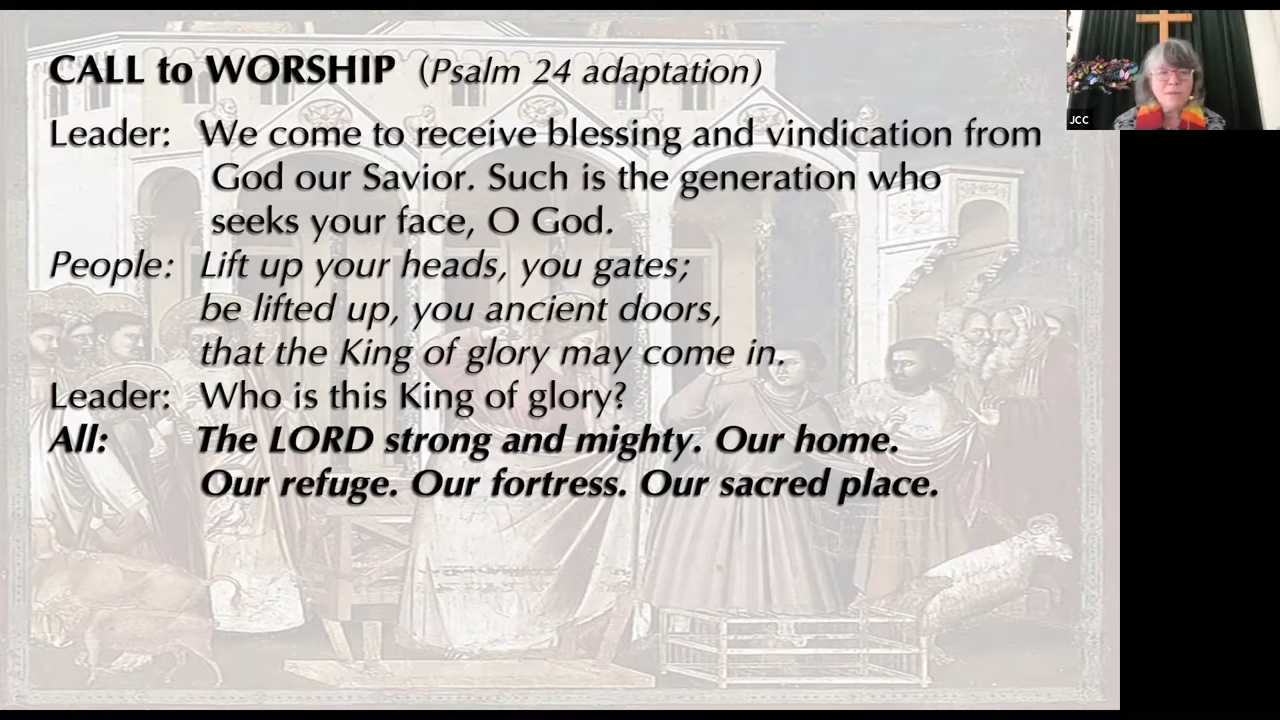 CALL to WORSHIP (Psalm 24 adaptation)
Leader: We come to receive blessing and vindication from
God our Savior. Such is the generation who
seeks your face, O God.
People: Lift up your heads, you gates;
be lifted up, you ancient doors,
that the King of glory may come in.
Leader: Who is this King of glory?
All: The LORD strong and mighty. Our home.
Our refuge. Our fortress. Our sacred place.
JCC